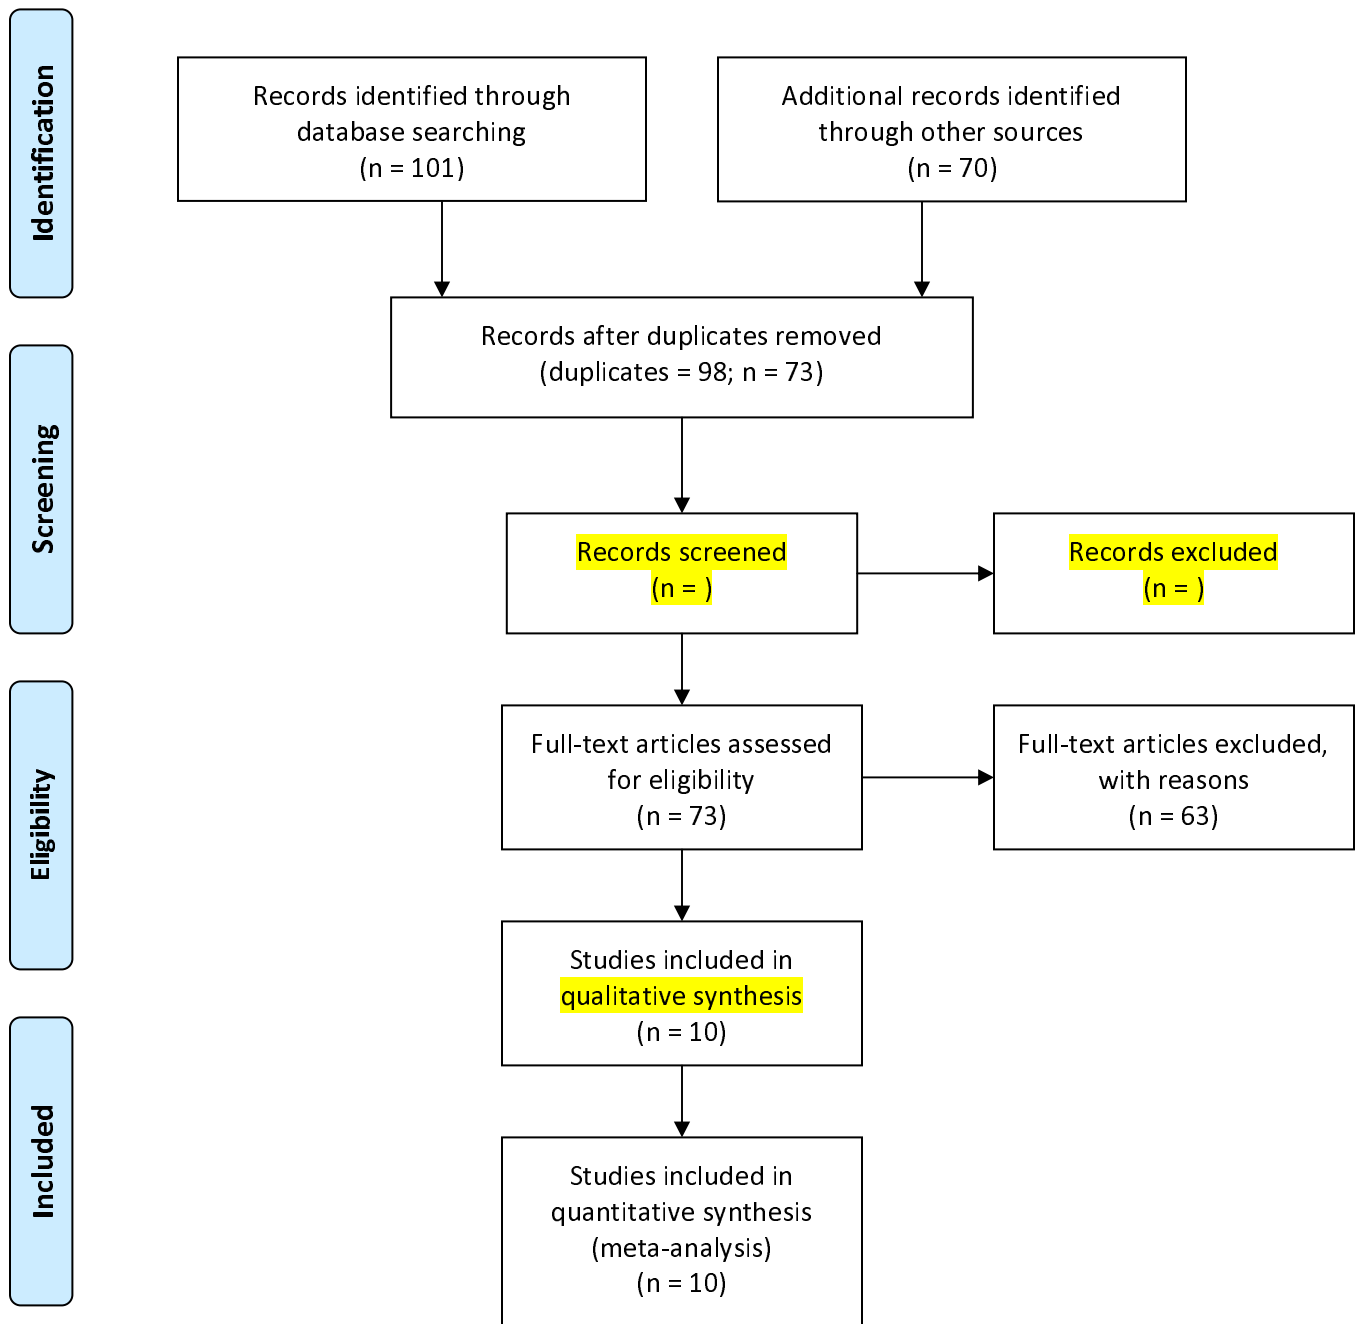 Identification
Records identified through
database searching
(n = 101)
Additional records identified
through other sources
(n = 70)
Records after duplicates removed
(duplicates = 98; n = 73)
Screening
Records screened
(n = )
Records excluded
(n = )
Eligibility
Full-text articles assessed
for eligibility
(n = 73)
Full-text articles excluded,
with reasons
(n = 63)
Studies included in
qualitative synthesis
(n = 10)
Included
Studies included in
quantitative synthesis
(meta-analysis)
(n = 10)